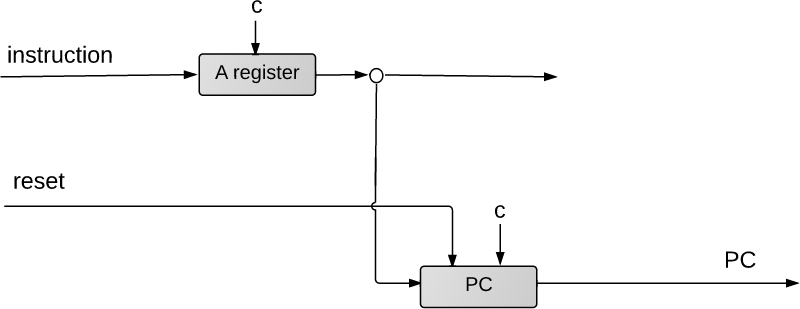 c
instruction
A register
reset
c
PC
PC